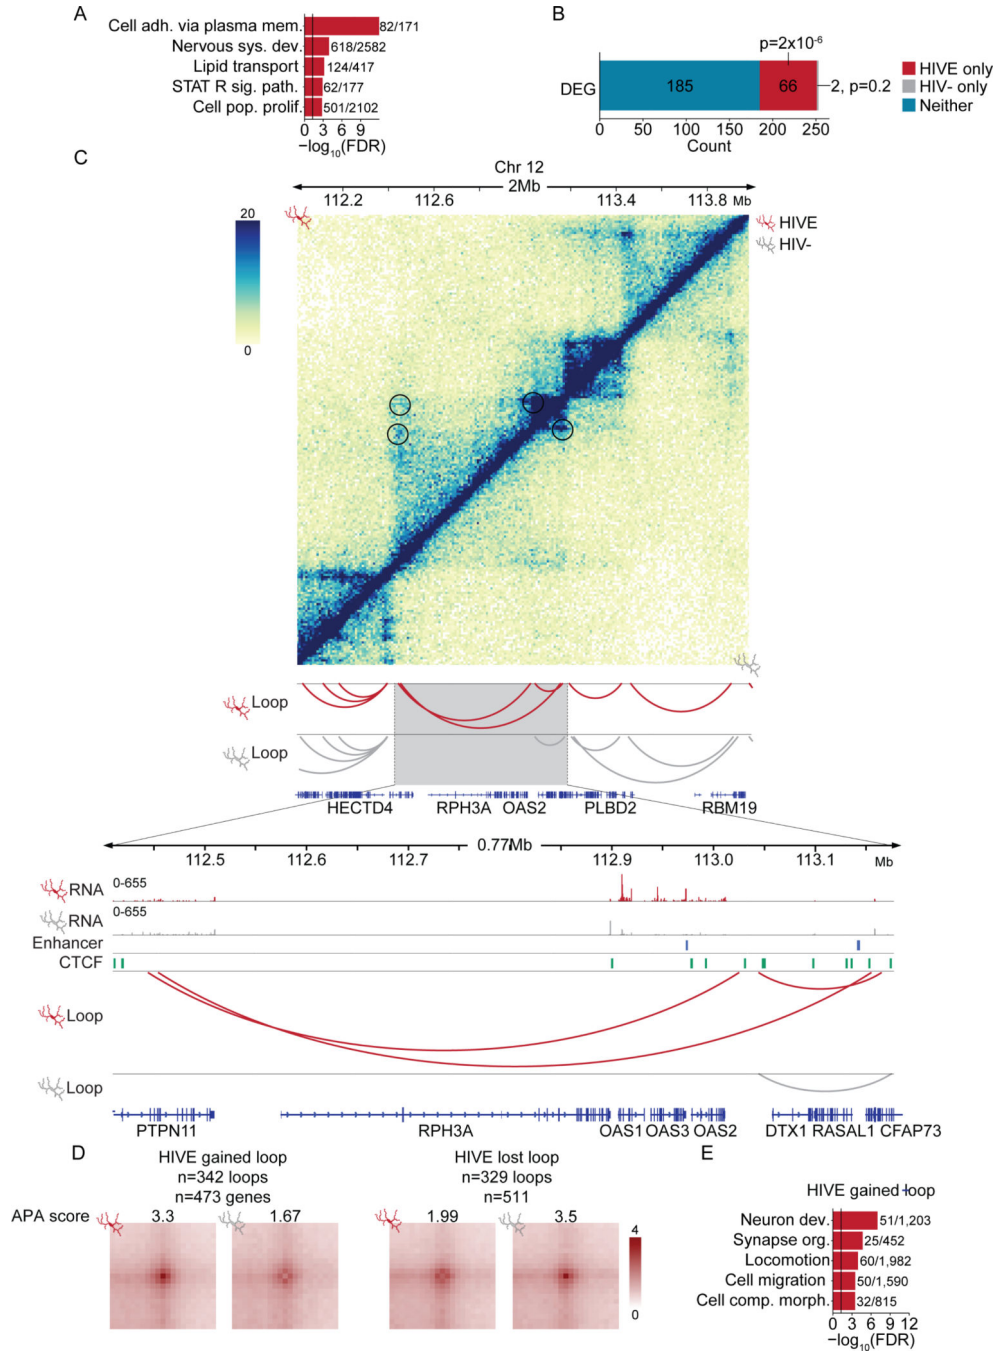 A
Cell adh. via plasma mem. 82/171
Nervous sys. dev. 618/2582
Lipid transport 124/417
STAT R sig. path. 62/177
Cell pop. prolif. 501/2102
0 3 6 9
−log10(FDR)
B
p=2x10-6
DEG 185 66 2, p=0.2
HIVE only
HIV- only
Neither
0 50 100 150 200 250
Count
C
Chr 12
2Mb
112.2 112.6 113.4 113.8 Mb
20
0
HIVE
HIV-
Loop
Loop
HECTD4 RPH3A OAS2 PLBD2 RBM19
0.77Mb
112.5 112.6 112.7 112.9 113.0 113.1 Mb
RNA 0-655
RNA 0-655
Enhancer
CTCF
Loop
Loop
PTPN11 RPH3A OAS1 OAS3 OAS2 DTX1 RASAL1 CFAP73
D
HIVE gained loop
n=342 loops
n=473 genes
HIVE lost loop
n=329 loops
n=511
APA score 3.3 1.67 1.99 3.5
4
0
E
HIVE gained loop
Neuron dev. 51/1,203
Synapse org. 25/452
Locomotion 60/1,982
Cell migration 50/1,590
Cell comp. morph. 32/815
0 3 6 9 12
−log10(FDR)